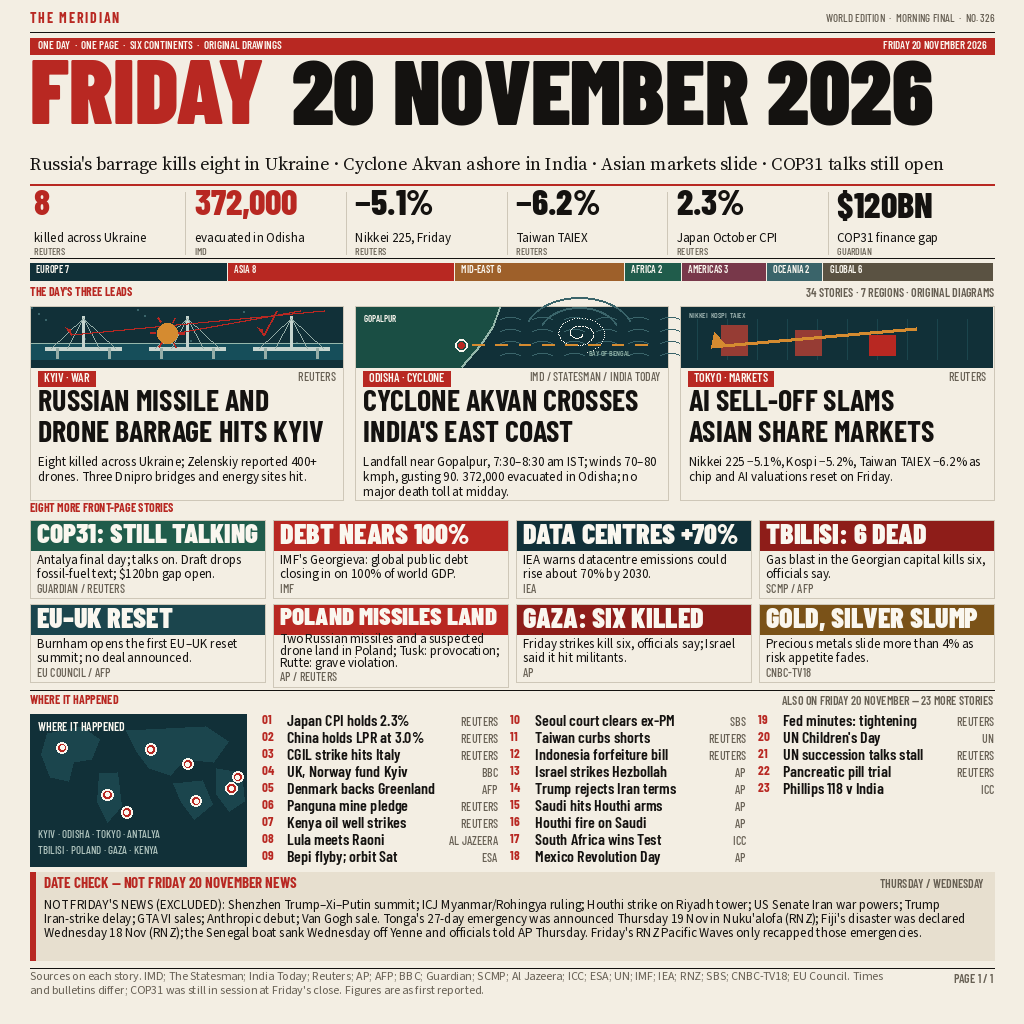 THE MERIDIAN
WORLD EDITION · MORNING FINAL · NO. 326
ONE DAY · ONE PAGE · SIX CONTINENTS · ORIGINAL DRAWINGS
FRIDAY 20 NOVEMBER 2026
FRIDAY 20 NOVEMBER 2026
Russia's barrage kills eight in Ukraine · Cyclone Akvan ashore in India · Asian markets slide · COP31 talks still open
8
killed across Ukraine
REUTERS
372,000
evacuated in Odisha
IMD
−5.1%
Nikkei 225, Friday
REUTERS
−6.2%
Taiwan TAIEX
REUTERS
2.3%
Japan October CPI
REUTERS
$120BN
COP31 finance gap
GUARDIAN
EUROPE 7
ASIA 8
MID-EAST 6
AFRICA 2
AMERICAS 3
OCEANIA 2
GLOBAL 6
THE DAY'S THREE LEADS
34 STORIES · 7 REGIONS · ORIGINAL DIAGRAMS
KYIV · WAR
REUTERS
RUSSIAN MISSILE AND
DRONE BARRAGE HITS KYIV
Eight killed across Ukraine; Zelenskiy reported 400+
drones. Three Dnipro bridges and energy sites hit.
GOPALPUR
BAY OF BENGAL
ODISHA · CYCLONE
IMD / STATESMAN / INDIA TODAY
CYCLONE AKVAN CROSSES
INDIA'S EAST COAST
Landfall near Gopalpur, 7:30–8:30 am IST; winds 70–80
kmph, gusting 90. 372,000 evacuated in Odisha; no
major death toll at midday.
NIKKEI KOSPI TAIEX
TOKYO · MARKETS
REUTERS
AI SELL-OFF SLAMS
ASIAN SHARE MARKETS
Nikkei 225 −5.1%, Kospi −5.2%, Taiwan TAIEX −6.2% as
chip and AI valuations reset on Friday.
EIGHT MORE FRONT-PAGE STORIES
COP31: STILL TALKING
Antalya final day; talks on. Draft drops
fossil-fuel text; $120bn gap open.
GUARDIAN / REUTERS
DEBT NEARS 100%
IMF's Georgieva: global public debt
closing in on 100% of world GDP.
IMF
DATA CENTRES +70%
IEA warns datacentre emissions could
rise about 70% by 2030.
IEA
TBILISI: 6 DEAD
Gas blast in the Georgian capital kills six,
officials say.
SCMP / AFP
EU–UK RESET
Burnham opens the first EU–UK reset
summit; no deal announced.
EU COUNCIL / AFP
POLAND MISSILES LAND
Two Russian missiles and a suspected
drone land in Poland; Tusk: provocation;
Rutte: grave violation.
AP / REUTERS
GAZA: SIX KILLED
Friday strikes kill six, officials say; Israel
said it hit militants.
AP
GOLD, SILVER SLUMP
Precious metals slide more than 4% as
risk appetite fades.
CNBC-TV18
WHERE IT HAPPENED
ALSO ON FRIDAY 20 NOVEMBER — 23 MORE STORIES
WHERE IT HAPPENED
KYIV · ODISHA · TOKYO · ANTALYA
TBILISI · POLAND · GAZA · KENYA
01 Japan CPI holds 2.3% REUTERS
02 China holds LPR at 3.0% REUTERS
03 CGIL strike hits Italy REUTERS
04 UK, Norway fund Kyiv BBC
05 Denmark backs Greenland AFP
06 Panguna mine pledge REUTERS
07 Kenya oil well strikes REUTERS
08 Lula meets Raoni AL JAZEERA
09 Bepi flyby; orbit Sat ESA
10 Seoul court clears ex-PM SBS
11 Taiwan curbs shorts REUTERS
12 Indonesia forfeiture bill REUTERS
13 Israel strikes Hezbollah AP
14 Trump rejects Iran terms AP
15 Saudi hits Houthi arms AP
16 Houthi fire on Saudi AP
17 South Africa wins Test ICC
18 Mexico Revolution Day AP
19 Fed minutes: tightening REUTERS
20 UN Children's Day UN
21 UN succession talks stall REUTERS
22 Pancreatic pill trial REUTERS
23 Phillips 118 v India ICC
DATE CHECK — NOT FRIDAY 20 NOVEMBER NEWS
THURSDAY / WEDNESDAY
NOT FRIDAY'S NEWS (EXCLUDED): Shenzhen Trump–Xi–Putin summit; ICJ Myanmar/Rohingya ruling; Houthi strike on Riyadh tower; US Senate Iran war powers; Trump
Iran-strike delay; GTA VI sales; Anthropic debut; Van Gogh sale. Tonga's 27-day emergency was announced Thursday 19 Nov in Nuku'alofa (RNZ); Fiji's disaster was declared
Wednesday 18 Nov (RNZ); the Senegal boat sank Wednesday off Yenne and officials told AP Thursday. Friday's RNZ Pacific Waves only recapped those emergencies.
Sources on each story. IMD; The Statesman; India Today; Reuters; AP; AFP; BBC; Guardian; SCMP; Al Jazeera; ICC; ESA; UN; IMF; IEA; RNZ; SBS; CNBC-TV18; EU Council. Times
and bulletins differ; COP31 was still in session at Friday's close. Figures are as first reported.
PAGE 1 / 1